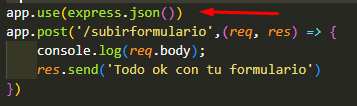 app.use(express.json())
app.post('/subirformulario',(req, res) => {
    console.log(req.body);
    res.send('Todo ok con tu formulario')
})